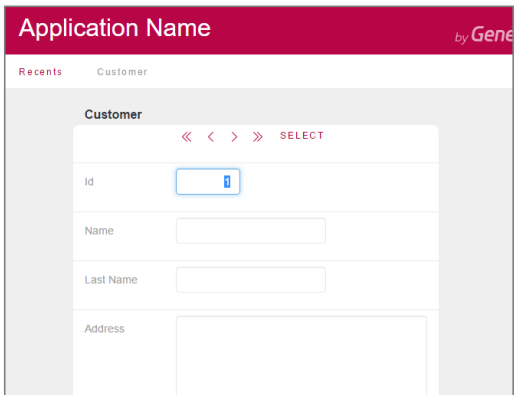 Application Name
by Gene
Recents Customer
Customer
« < > » SELECT
Id 1
Name
Last Name
Address